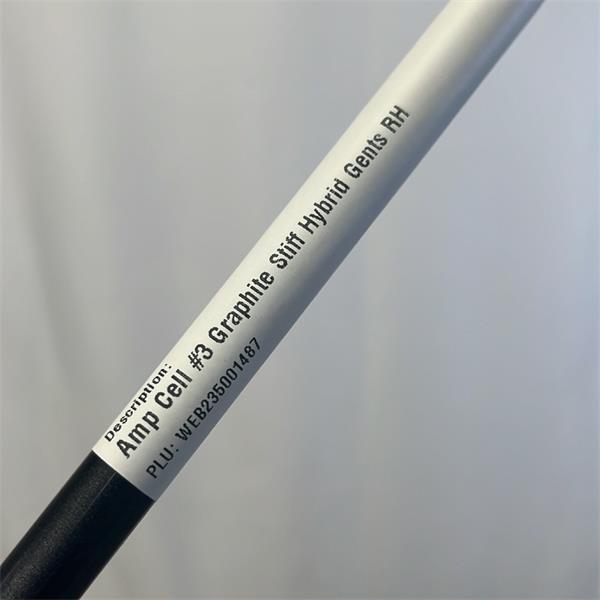 Description:
Amp Cell #3 Graphite Stiff Hybrid Gents RH
PLU: WEB235001487